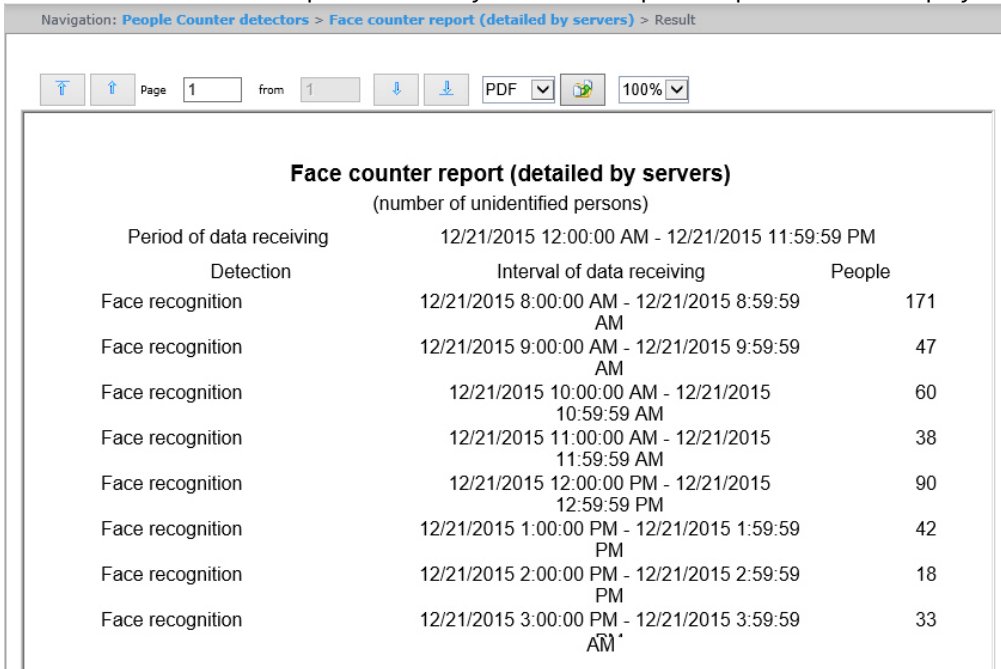 Navigation: People Counter detectors > Face counter report (detailed by servers) > Result
Page 1 from 1 PDF 100%
Face counter report (detailed by servers)
(number of unidentified persons)
Period of data receiving 12/21/2015 12:00:00 AM - 12/21/2015 11:59:59 PM
Detection Interval of data receiving People
Face recognition 12/21/2015 8:00:00 AM - 12/21/2015 8:59:59 171
AM
Face recognition 12/21/2015 9:00:00 AM - 12/21/2015 9:59:59 47
AM
Face recognition 12/21/2015 10:00:00 AM - 12/21/2015 60
10:59:59 AM
Face recognition 12/21/2015 11:00:00 AM - 12/21/2015 38
11:59:59 AM
Face recognition 12/21/2015 12:00:00 PM - 12/21/2015 90
12:59:59 PM
Face recognition 12/21/2015 1:00:00 PM - 12/21/2015 1:59:59 42
PM
Face recognition 12/21/2015 2:00:00 PM - 12/21/2015 2:59:59 18
PM
Face recognition 12/21/2015 3:00:00 PM - 12/21/2015 3:59:59 33
AM